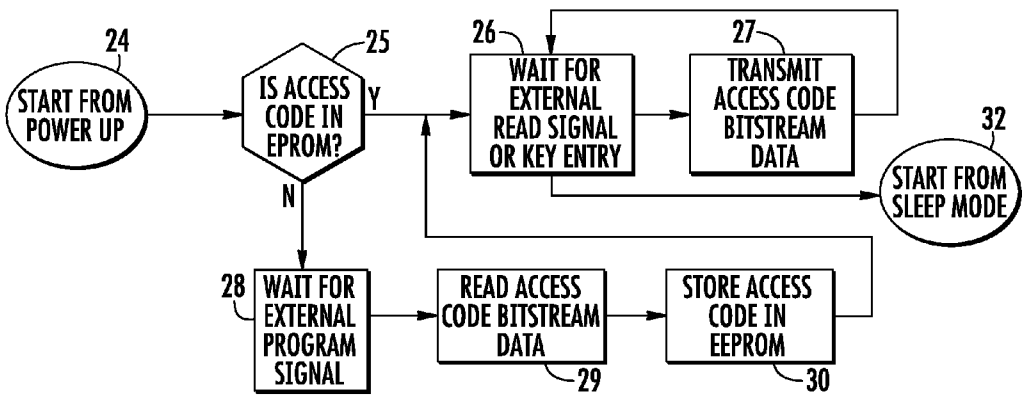 24
START FROM
POWER UP
25
IS ACCESS
CODE IN
EPROM?
Y
N
26
WAIT FOR
EXTERNAL
READ SIGNAL
OR KEY ENTRY
27
TRANSMIT
ACCESS CODE
BITSTREAM
DATA
32
START FROM
SLEEP MODE
28
WAIT FOR
EXTERNAL
PROGRAM
SIGNAL
READ ACCESS
CODE BITSTREAM
DATA
29
STORE ACCESS
CODE IN
EEPROM
30